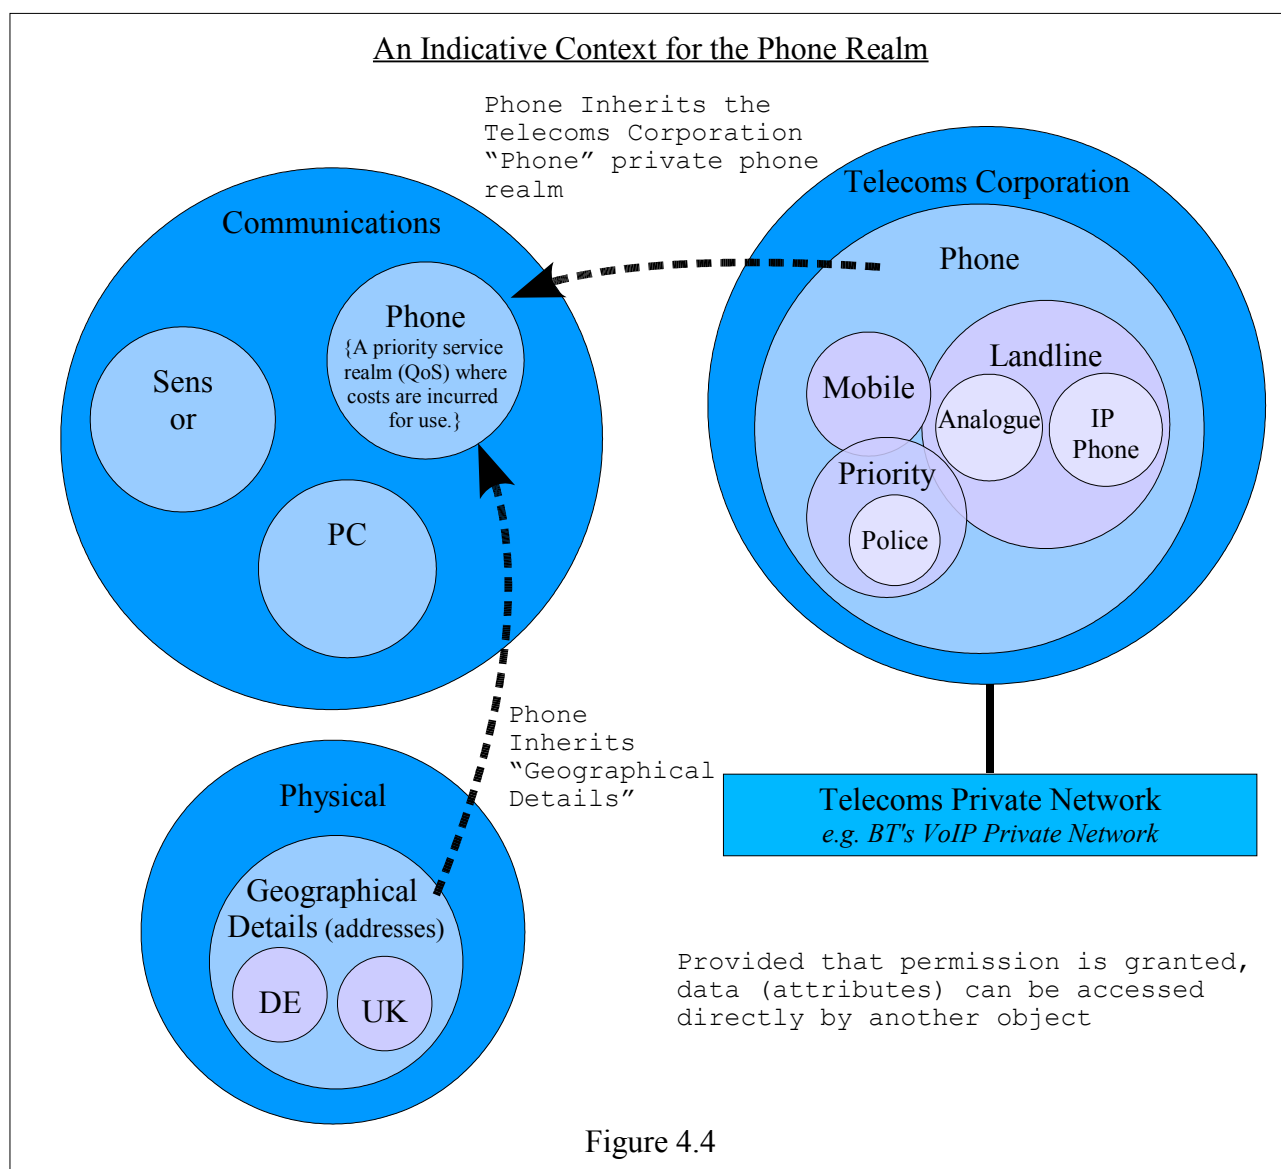 An Indicative Context for the Phone Realm
Phone Inherits the
Telecoms Corporation
“Phone” private phone
realm
Communications
Phone
{A priority service
realm (QoS) where
costs are incurred
for use.}
Sens
or
PC
Telecoms Corporation
Phone
Landline
Mobile
Analogue
IP
Phone
Priority
Police
Phone
Inherits
“Geographical
Details”
Telecoms Private Network
e.g. BT's VoIP Private Network
Physical
Geographical
Details (addresses)
DE
UK
Provided that permission is granted,
data (attributes) can be accessed
directly by another object
Figure 4.4